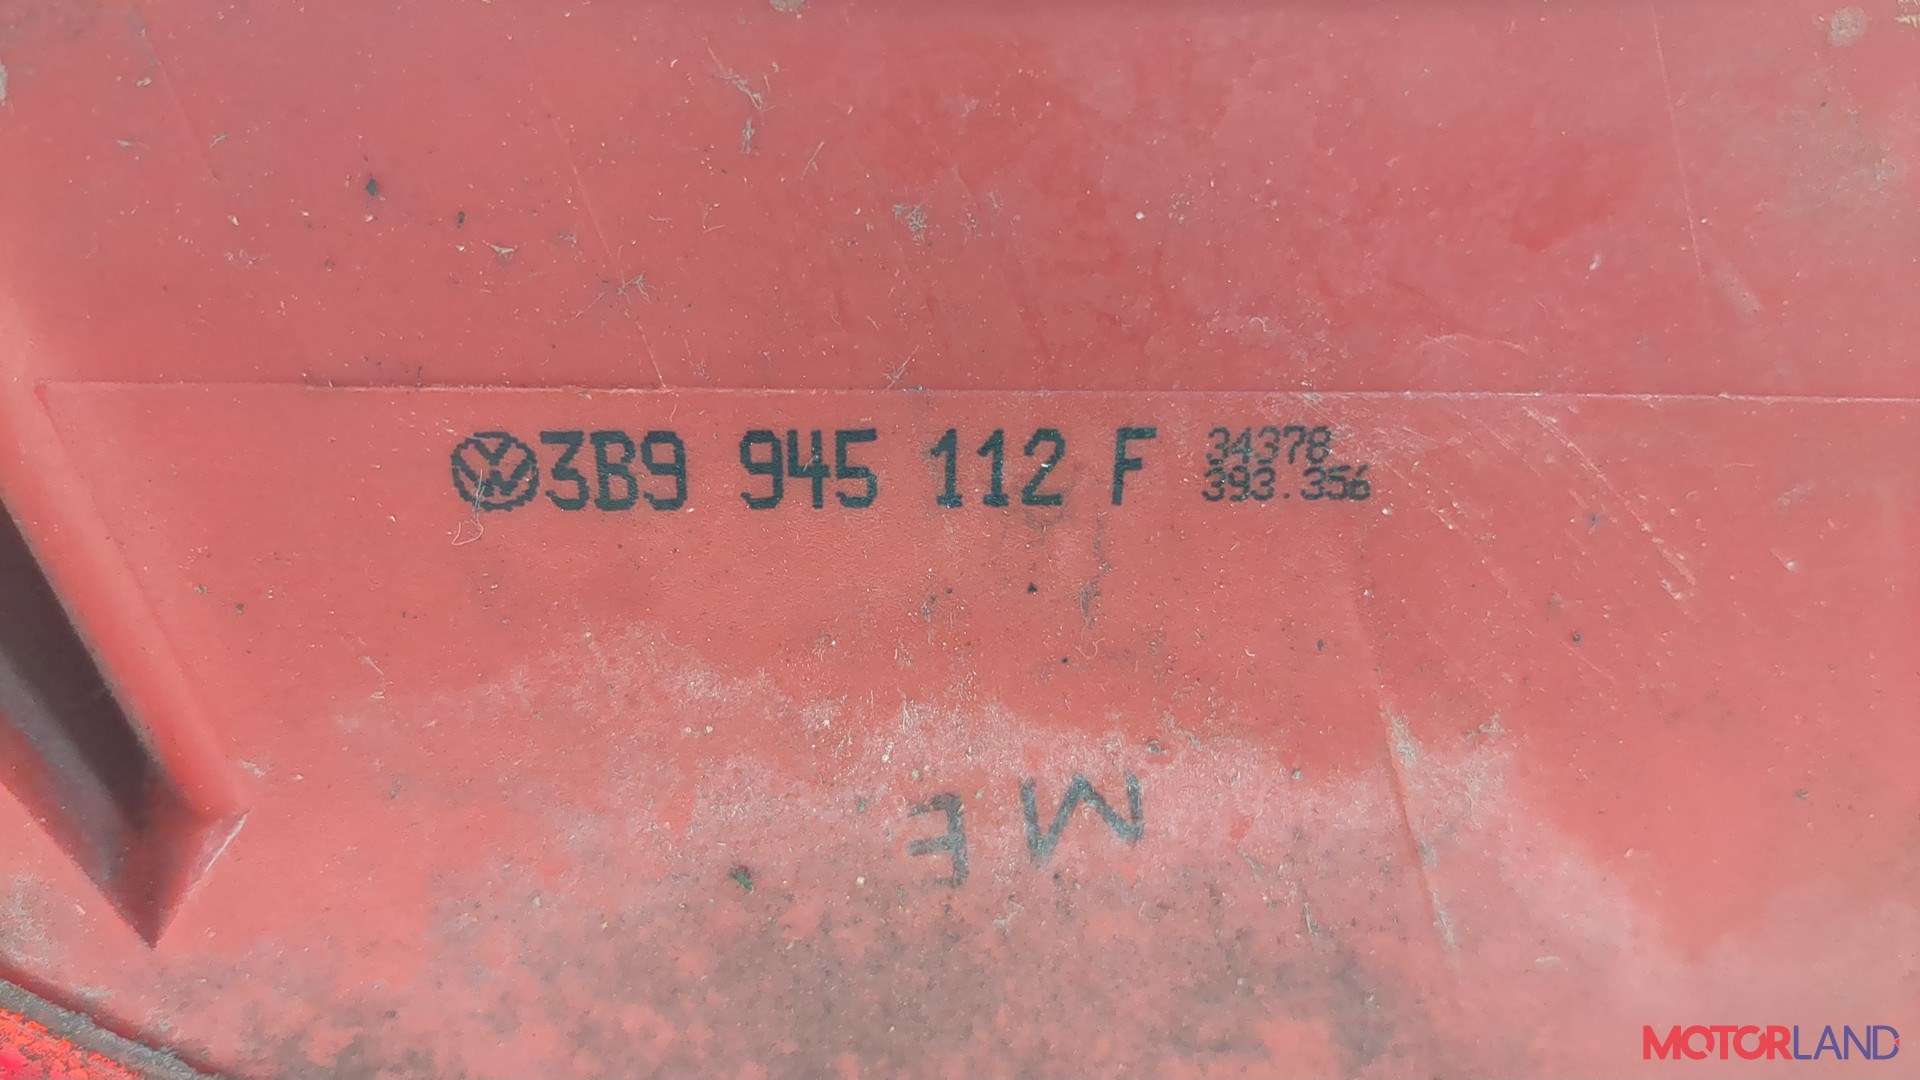 3B9 945 112 F
34378
393.356
ME
MOTORLAND